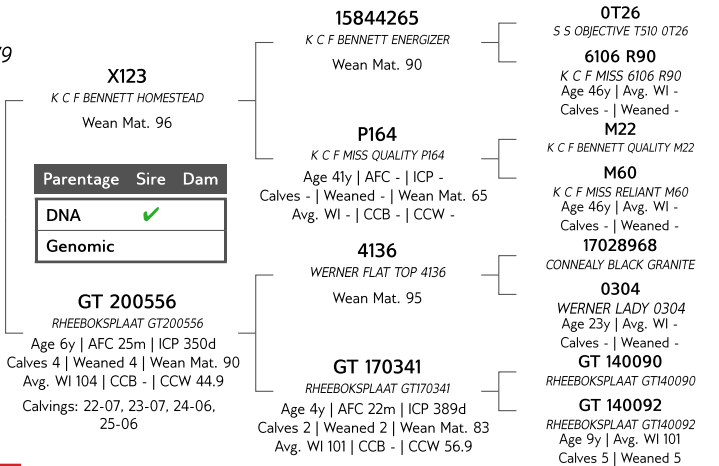 /9
X123
K C F BENNETT HOMESTEAD
Wean Mat. 96
Parentage Sire Dam
DNA ✔
Genomic
GT 200556
RHEEBOKSPLAAT GT200556
Age 6y | AFC 25m | ICP 350d
Calves 4 | Weaned 4 | Wean Mat. 90
Avg. WI 104 | CCB - | CCW 44.9
Calvings: 22-07, 23-07, 24-06,
25-06
15844265
K C F BENNETT ENERGIZER
Wean Mat. 90
P164
K C F MISS QUALITY P164
Age 41y | AFC - | ICP -
Calves - | Weaned - | Wean Mat. 65
Avg. WI - | CCB - | CCW -
4136
WERNER FLAT TOP 4136
Wean Mat. 95
GT 170341
RHEEBOKSPLAAT GT170341
Age 4y | AFC 22m | ICP 389d
Calves 2 | Weaned 2 | Wean Mat. 83
Avg. WI 101 | CCB - | CCW 56.9
0T26
S S OBJECTIVE T510 0T26
6106 R90
K C F MISS 6106 R90
Age 46y | Avg. WI -
Calves - | Weaned -
M22
K C F BENNETT QUALITY M22
M60
K C F MISS RELIANT M60
Age 46y | Avg. WI -
Calves - | Weaned -
17028968
CONNEALY BLACK GRANITE
0304
WERNER LADY 0304
Age 23y | Avg. WI -
Calves - | Weaned -
GT 140090
RHEEBOKSPLAAT GT140090
GT 140092
RHEEBOKSPLAAT GT140092
Age 9y | Avg. WI 101
Calves 5 | Weaned 5